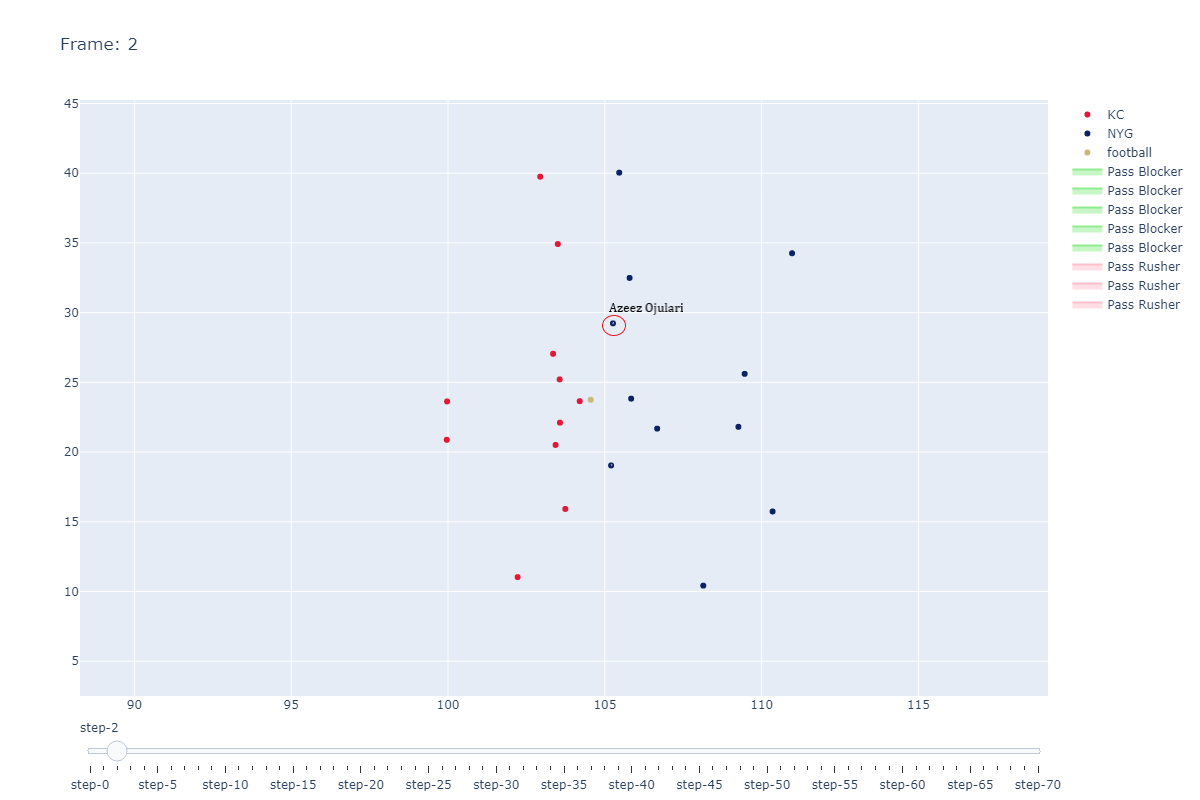 Frame: 2
45
40
35
30
25
20
15
10
5
90 95 100 105 110 115
Azeez Ojulari
KC
NYG
football
Pass Blocker
Pass Blocker
Pass Blocker
Pass Blocker
Pass Blocker
Pass Rusher
Pass Rusher
Pass Rusher
step-2
step-0 step-5 step-10 step-15 step-20 step-25 step-30 step-35 step-40 step-45 step-50 step-55 step-60 step-65 step-70